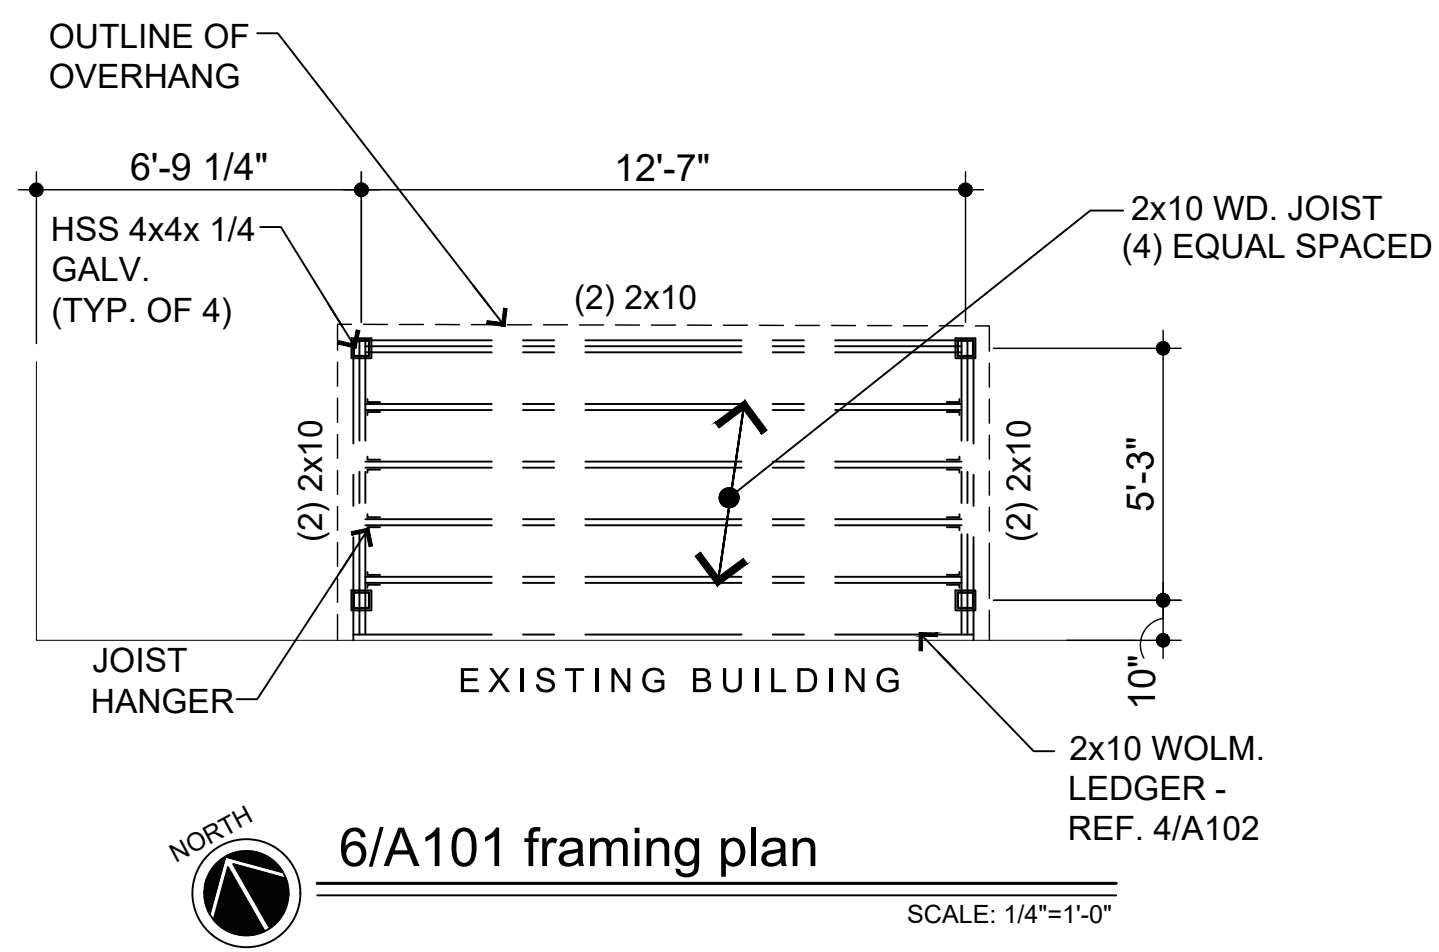 OUTLINE OF
OVERHANG
6'-9 1/4"
12'-7"
HSS 4x4x 1/4
GALV.
(TYP. OF 4)
2x10 WD. JOIST
(4) EQUAL SPACED
(2) 2x10
(2) 2x10
(2) 2x10
5'-3"
10"
JOIST
HANGER
EXISTING BUILDING
2x10 WOLM.
LEDGER -
REF. 4/A102
NORTH
6/A101 framing plan
SCALE: 1/4"=1'-0"